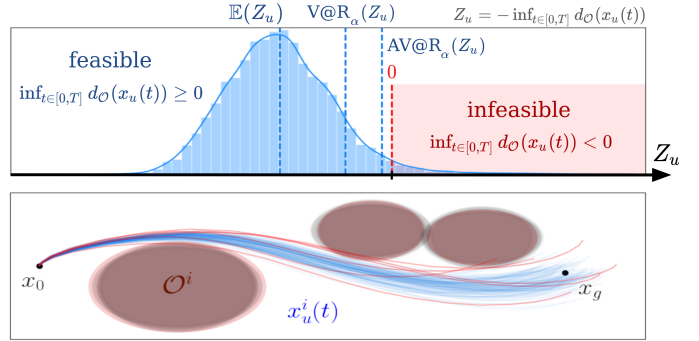 𝔼(Z_u) V@R_α(Z_u) Z_u = − inf_{t∈[0,T]} d_𝒪(x_u(t))
AV@R_α(Z_u)
feasible
inf_{t∈[0,T]} d_𝒪(x_u(t)) ≥ 0
0
infeasible
inf_{t∈[0,T]} d_𝒪(x_u(t)) < 0
Z_u
x_0
𝒪^i
x_u^i(t)
x_g